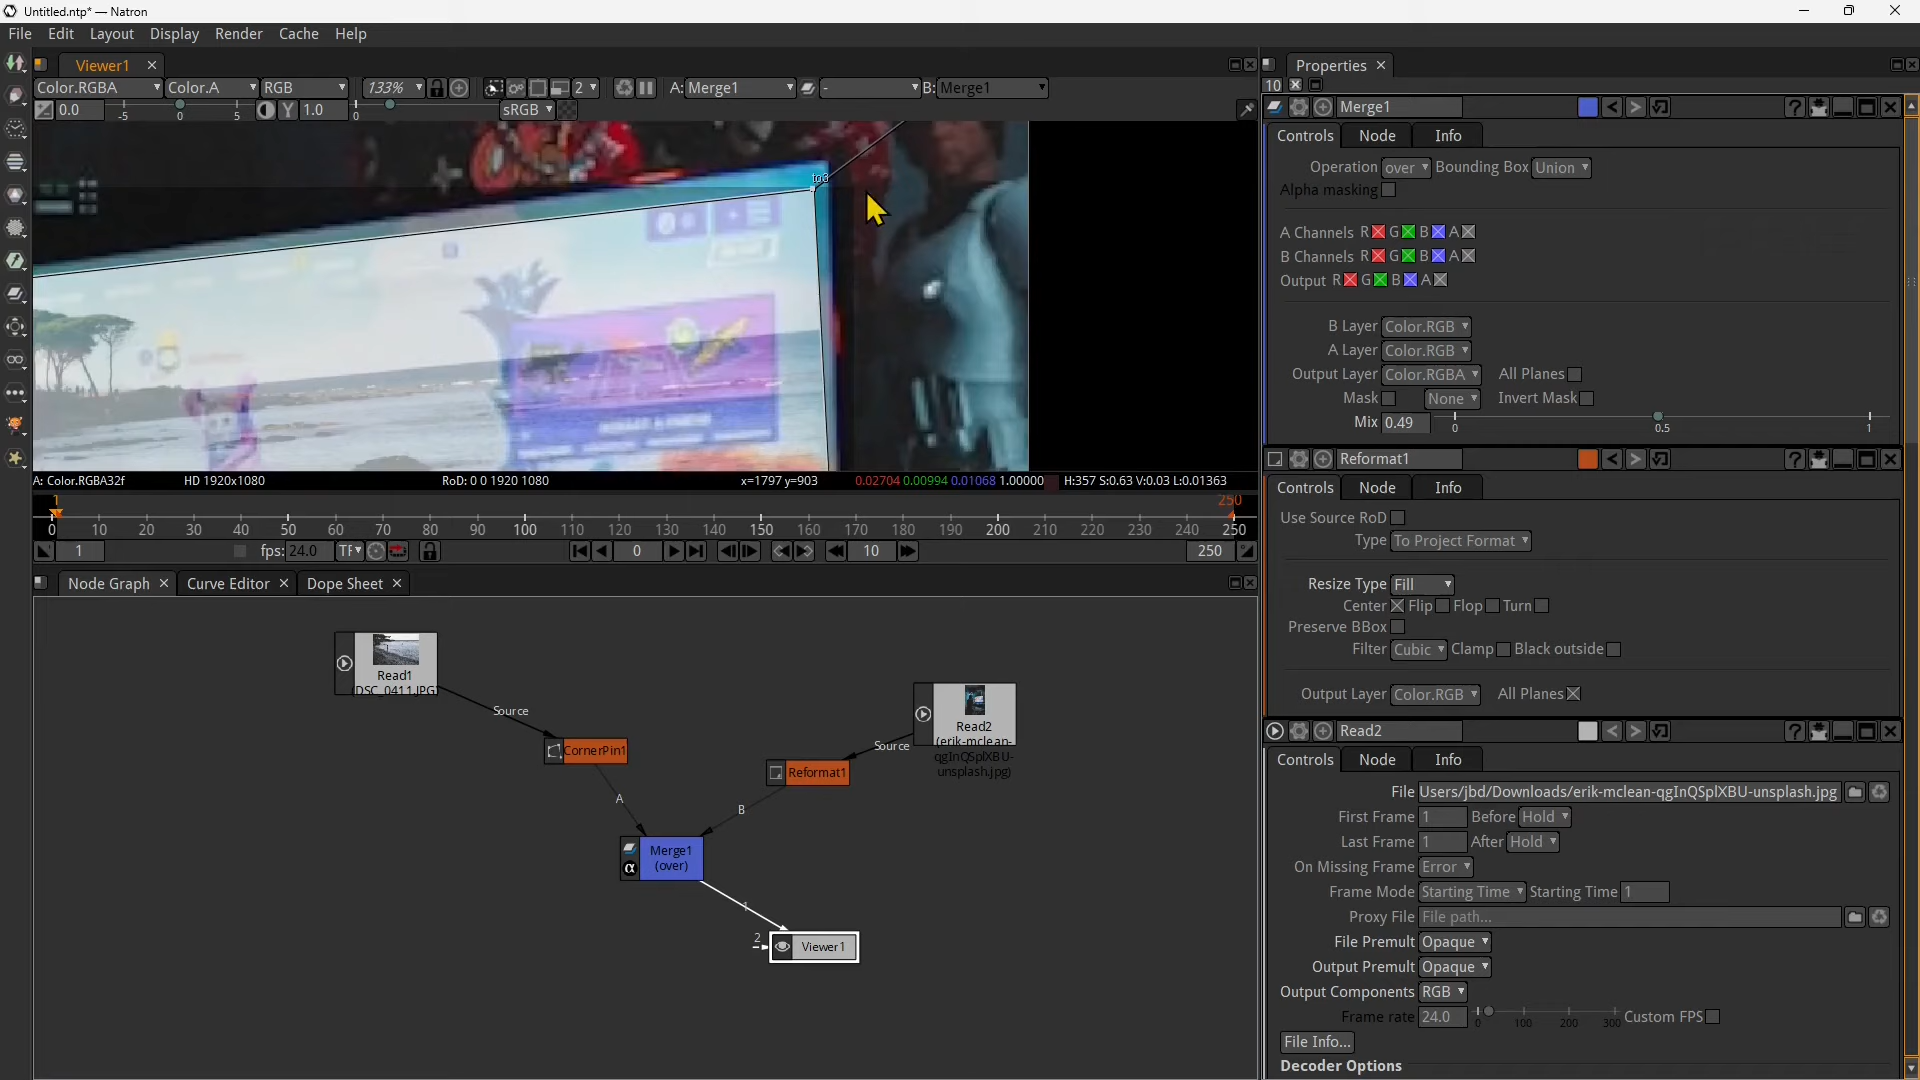 Untitled.ntp* — Natron
File Edit Layout Display Render Cache Help
Viewer1
Properties
Color.RGBA Color.A RGB 133% 2 A: Merge1 - B: Merge1
10
0.0 -5 0 5 Y 1.0 0 sRGB
Merge1
Controls Node Info
Operation over Bounding Box Union
Alpha masking
to3
A Channels R G B A
B Channels R G B A
Output R G B A
B Layer Color.RGB
A Layer Color.RGB
Output Layer Color.RGBA All Planes
Mask None Invert Mask
Mix 0.49 0 0.5 1
A: Color.RGBA32f HD 1920x1080 RoD: 0 0 1920 1080 x=1797 y=903 0.02704 0.00994 0.01068 1.00000 H:357 S:0.63 V:0.03 L:0.01363
1 250
0 10 20 30 40 50 60 70 80 90 100 110 120 130 140 150 160 170 180 190 200 210 220 230 240 250
1 fps: 24.0 TF 0 10 250
Reformat1
Controls Node Info
Use Source RoD
Type To Project Format
Resize Type Fill
Center Flip Flop Turn
Preserve BBox
Filter Cubic Clamp Black outside
Output Layer Color.RGB All Planes
Node Graph Curve Editor Dope Sheet
Read1
(DSC_0411.JPG)
Source
CornerPin1
A
Read2
(erik-mclean-
qgInQSplXBU-
unsplash.jpg)
Source
Reformat1
B
Merge1
(over)
1
2
Viewer1
Read2
Controls Node Info
File Users/jbd/Downloads/erik-mclean-qgInQSplXBU-unsplash.jpg
First Frame 1 Before Hold
Last Frame 1 After Hold
On Missing Frame Error
Frame Mode Starting Time Starting Time 1
Proxy File File path...
File Premult Opaque
Output Premult Opaque
Output Components RGB
Frame rate 24.0 0 100 200 300 Custom FPS
File Info...
Decoder Options